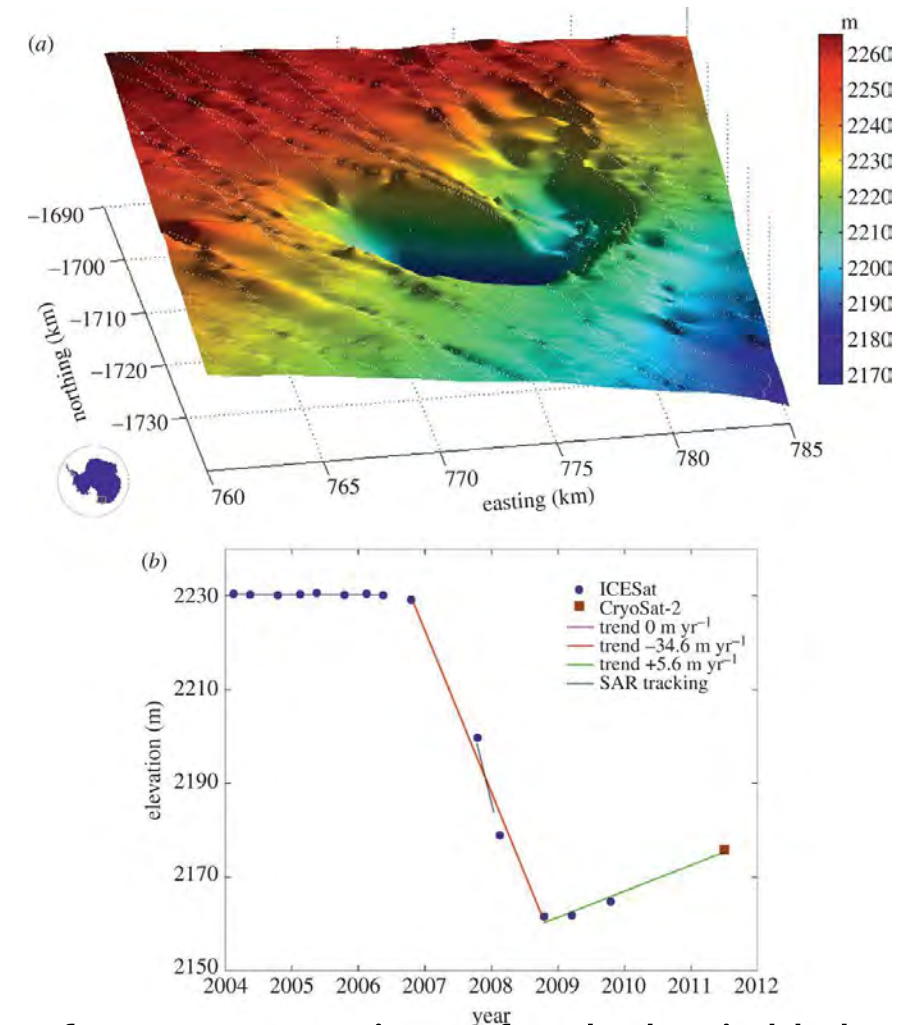 (a)
m
2260
2250
2240
2230
2220
2210
2200
2190
2180
2170
−1690
−1700
−1710
−1720
−1730
northing (km)
760
765
770
775
780
785
easting (km)
(b)
2230
2210
2190
2170
2150
elevation (m)
ICESat
CryoSat-2
trend 0 m yr⁻¹
trend −34.6 m yr⁻¹
trend +5.6 m yr⁻¹
SAR tracking
2004 2005 2006 2007 2008 2009 2010 2011 2012
year